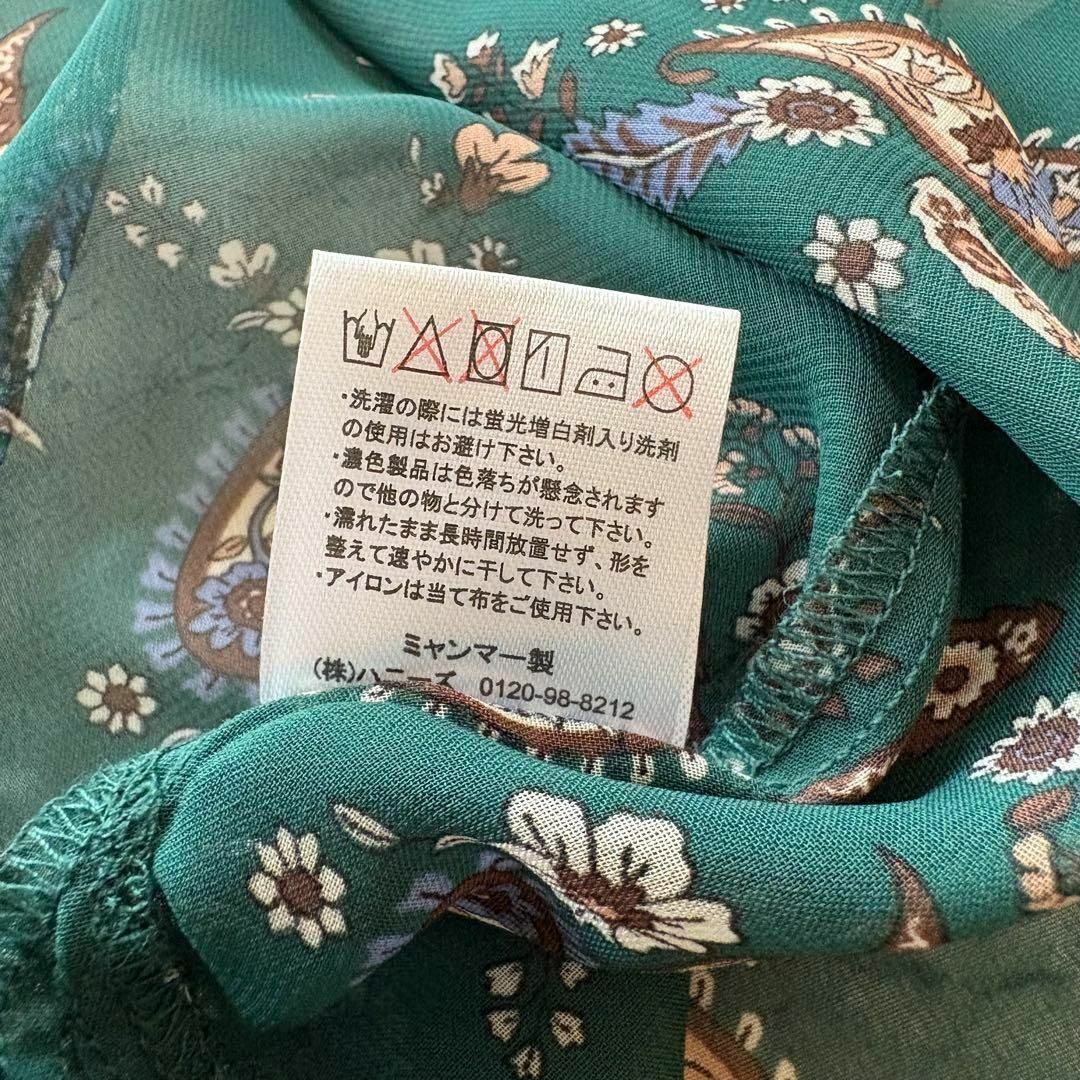 ・洗濯の際には蛍光増白剤入り洗剤
の使用はお避け下さい。
・濃色製品は色落ちが懸念されます
ので他の物と分けて洗って下さい。
・濡れたまま長時間放置せず、形を
整えて速やかに干して下さい。
・アイロンは当て布をご使用下さい。
ミャンマー製
(株)ハニーズ 0120-98-8212